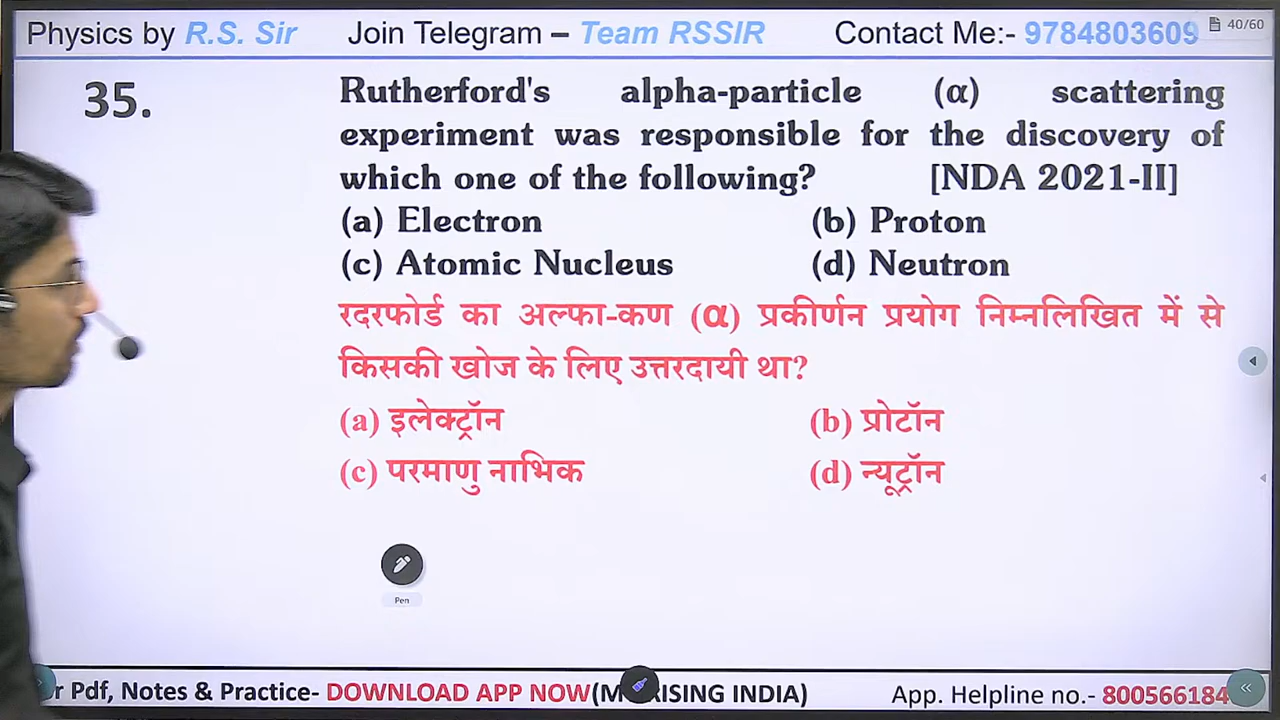 Physics by R.S. Sir Join Telegram – Team RSSIR Contact Me:- 9784803609 40/60
35. Rutherford's alpha-particle (α) scattering
experiment was responsible for the discovery of
which one of the following? [NDA 2021-II]
(a) Electron (b) Proton
(c) Atomic Nucleus (d) Neutron
रदरफोर्ड का अल्फा-कण (α) प्रकीर्णन प्रयोग निम्नलिखित में से
किसकी खोज के लिए उत्तरदायी था?
(a) इलेक्ट्रॉन (b) प्रोटॉन
(c) परमाणु नाभिक (d) न्यूट्रॉन
Pen
Pdf, Notes & Practice- DOWNLOAD APP NOW RISING INDIA) App. Helpline no.- 800566184